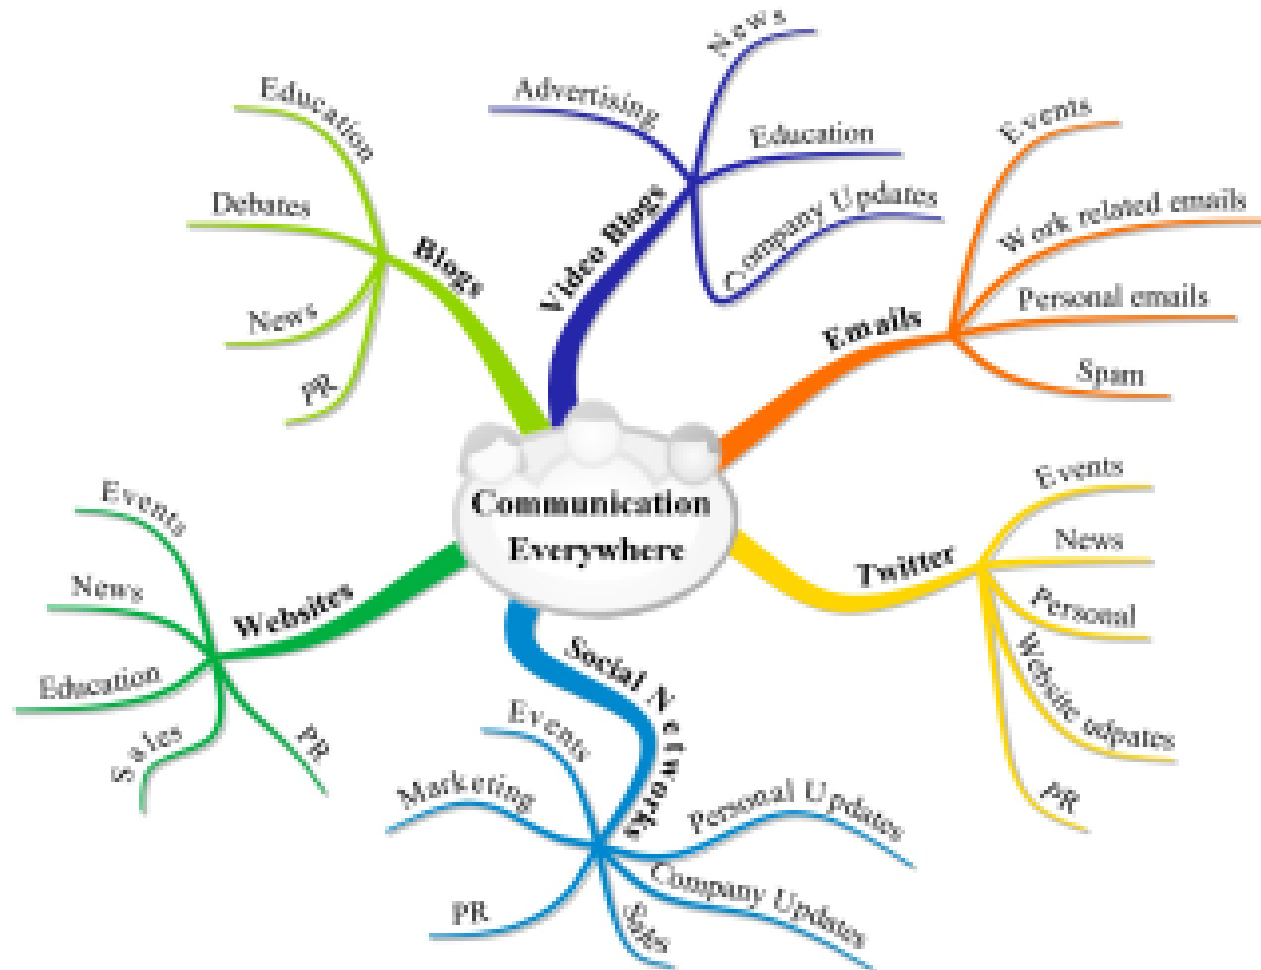 Communication
Everywhere
Blogs
Education
Debates
News
PR
Video Blogs
Advertising
News
Education
Company Updates
Emails
Events
Work related emails
Personal emails
Spam
Twitter
Events
News
Personal
Website udpates
PR
Social Networks
Events
Marketing
PR
Sales
Company Updates
Personal Updates
Websites
Events
News
Education
Sales
PR